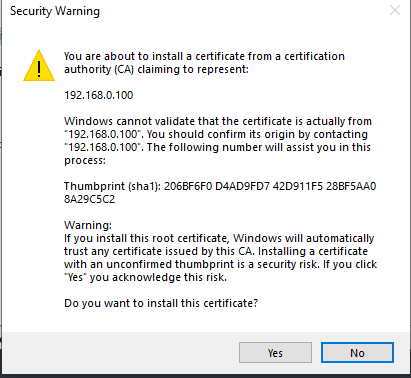 Security Warning
You are about to install a certificate from a certification
authority (CA) claiming to represent:
192.168.0.100
Windows cannot validate that the certificate is actually from
"192.168.0.100". You should confirm its origin by contacting
"192.168.0.100". The following number will assist you in this
process:
Thumbprint (sha1): 206BF6F0 D4AD9FD7 42D911F5 28BF5AA0
8A29C5C2
Warning:
If you install this root certificate, Windows will automatically
trust any certificate issued by this CA. Installing a certificate
with an unconfirmed thumbprint is a security risk. If you click
"Yes" you acknowledge this risk.
Do you want to install this certificate?
Yes
No